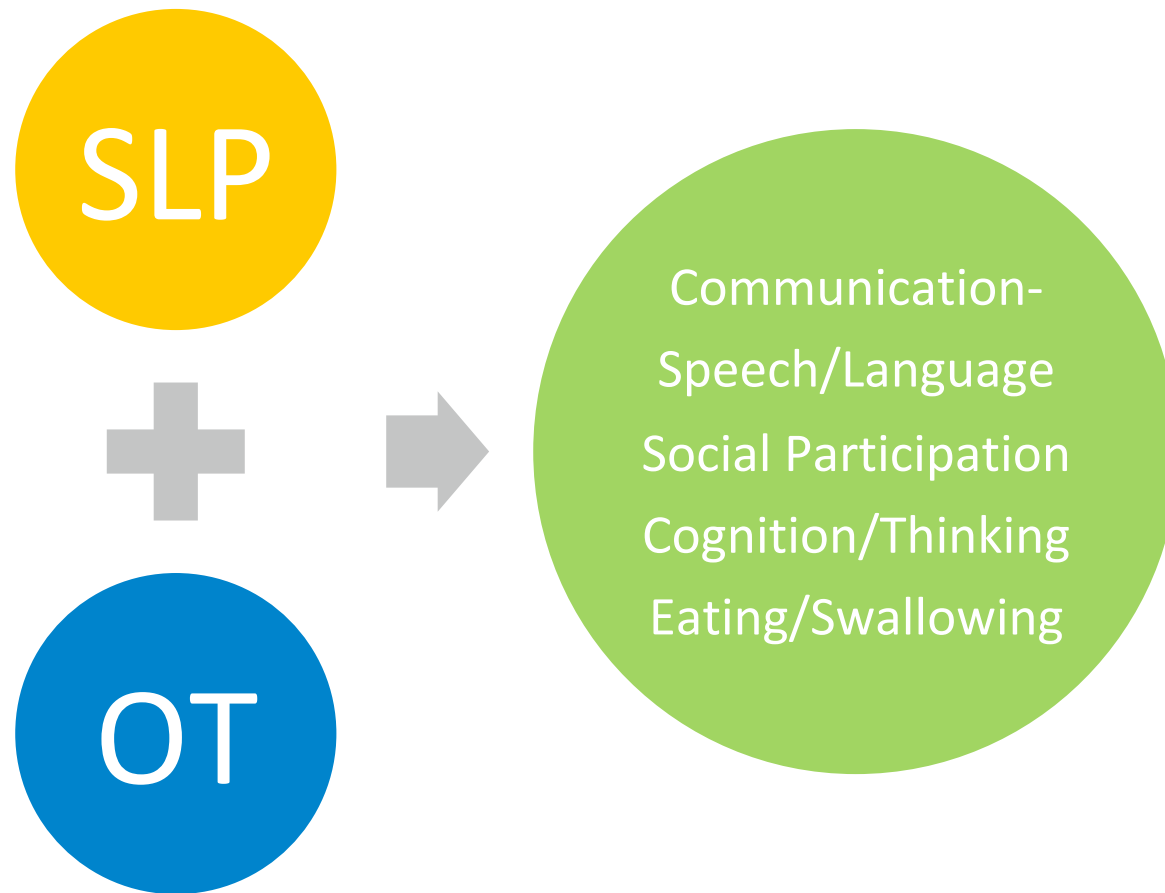 SLP
OT
Communication-
Speech/Language
Social Participation
Cognition/Thinking
Eating/Swallowing